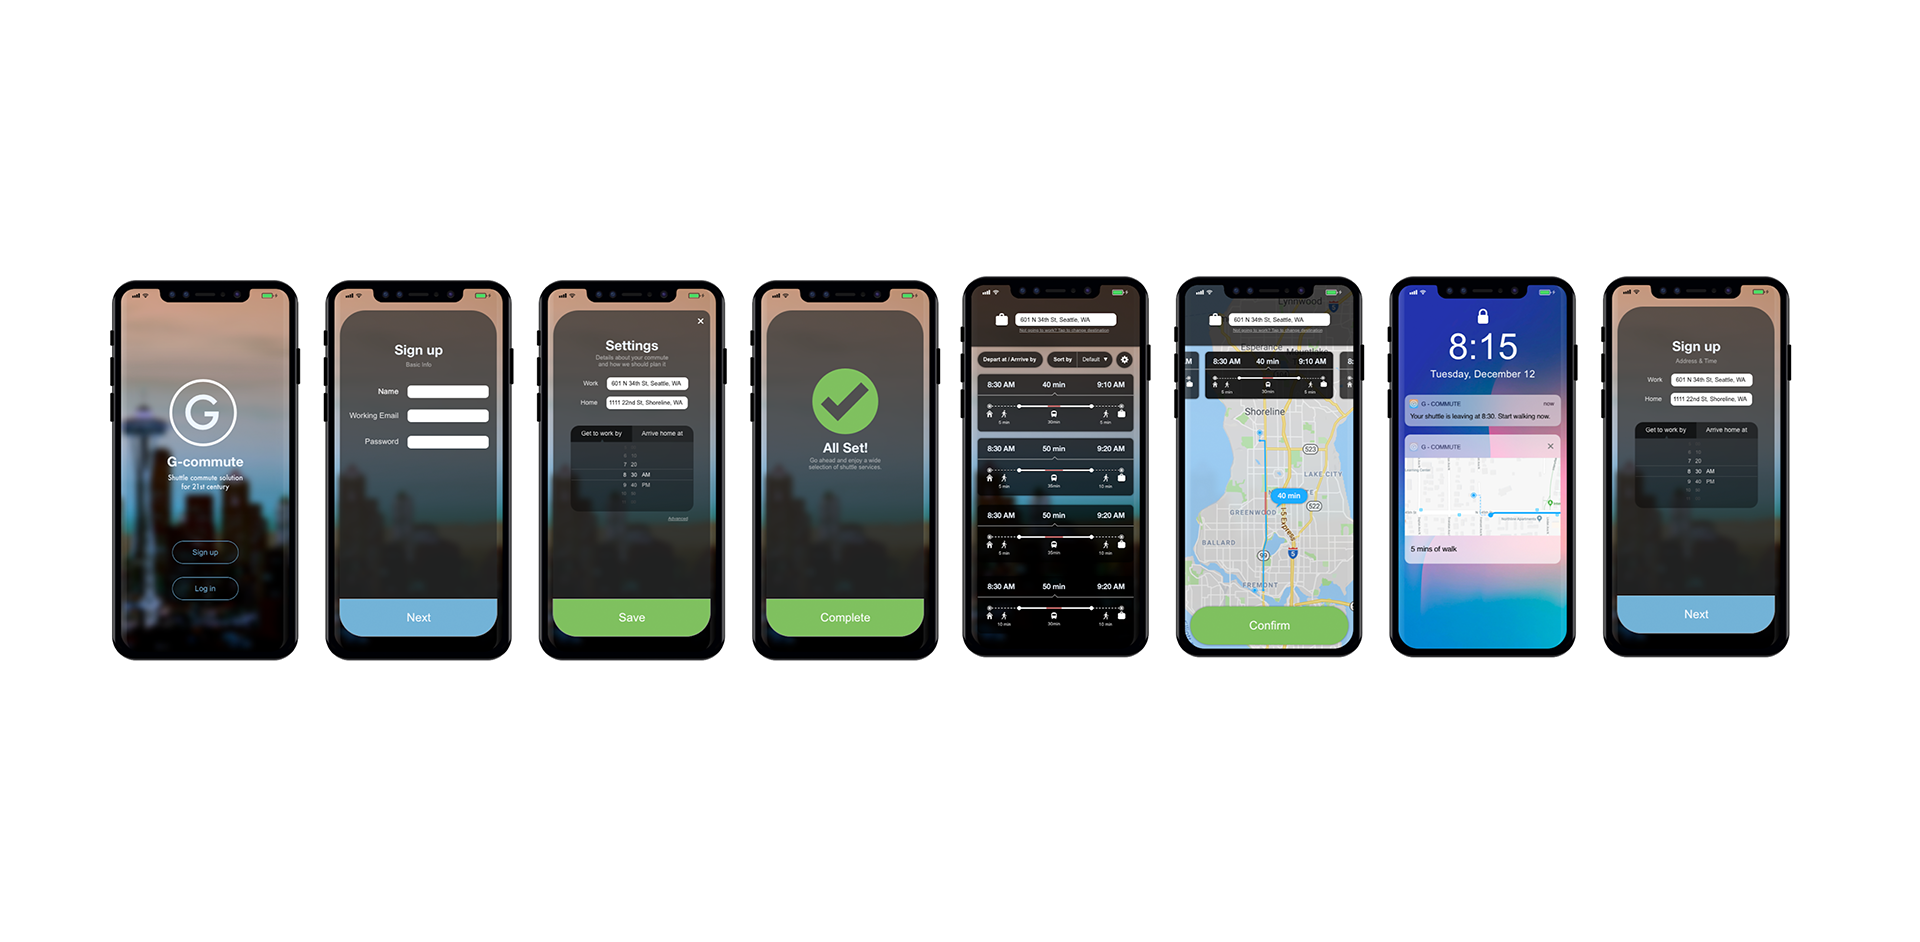 G
G-commute
Shuttle commute solution
for 21st century
Sign up
Log in
Sign up
Basic Info
Name
Working Email
Password
Next
Settings
Details about your commute
and how we should plan it
Work 601 N 34th St, Seattle, WA
Home 1111 22nd St, Shoreline, WA
Get to work by Arrive home at
7 20
8 30 AM
9 40 PM
Advanced
Save
All Set!
Go ahead and enjoy a wide
selection of shuttle services.
Complete
601 N 34th St, Seattle, WA
Not going to work? Tap to change destination
Depart at / Arrive by Sort by Default
8:30 AM 40 min 9:10 AM
5 min 30min 5 min
8:30 AM 50 min 9:20 AM
5 min 35min 10 min
8:30 AM 50 min 9:20 AM
5 min 35min 10 min
8:30 AM 50 min 9:20 AM
10 min 30min 10 min
Lynnwood
5
601 N 34th St, Seattle, WA
Not going to work? Tap to change destination
Esperance
M 8:30 AM 40 min 9:10 AM 8:
5 min 30min 5 min
Shoreline
523
LAKE CITY
40 min
GREENWOOD
522
I-5 Express
BALLARD
99
5
FREMONT
Confirm
8:15
Tuesday, December 12
G - COMMUTE now
Your shuttle is leaving at 8:30. Start walking now.
G - COMMUTE
5 mins of walk
Sign up
Address & Time
Work 601 N 34th St, Seattle, WA
Home 1111 22nd St, Shoreline, WA
Get to work by Arrive home at
7 20
8 30 AM
9 40 PM
Next